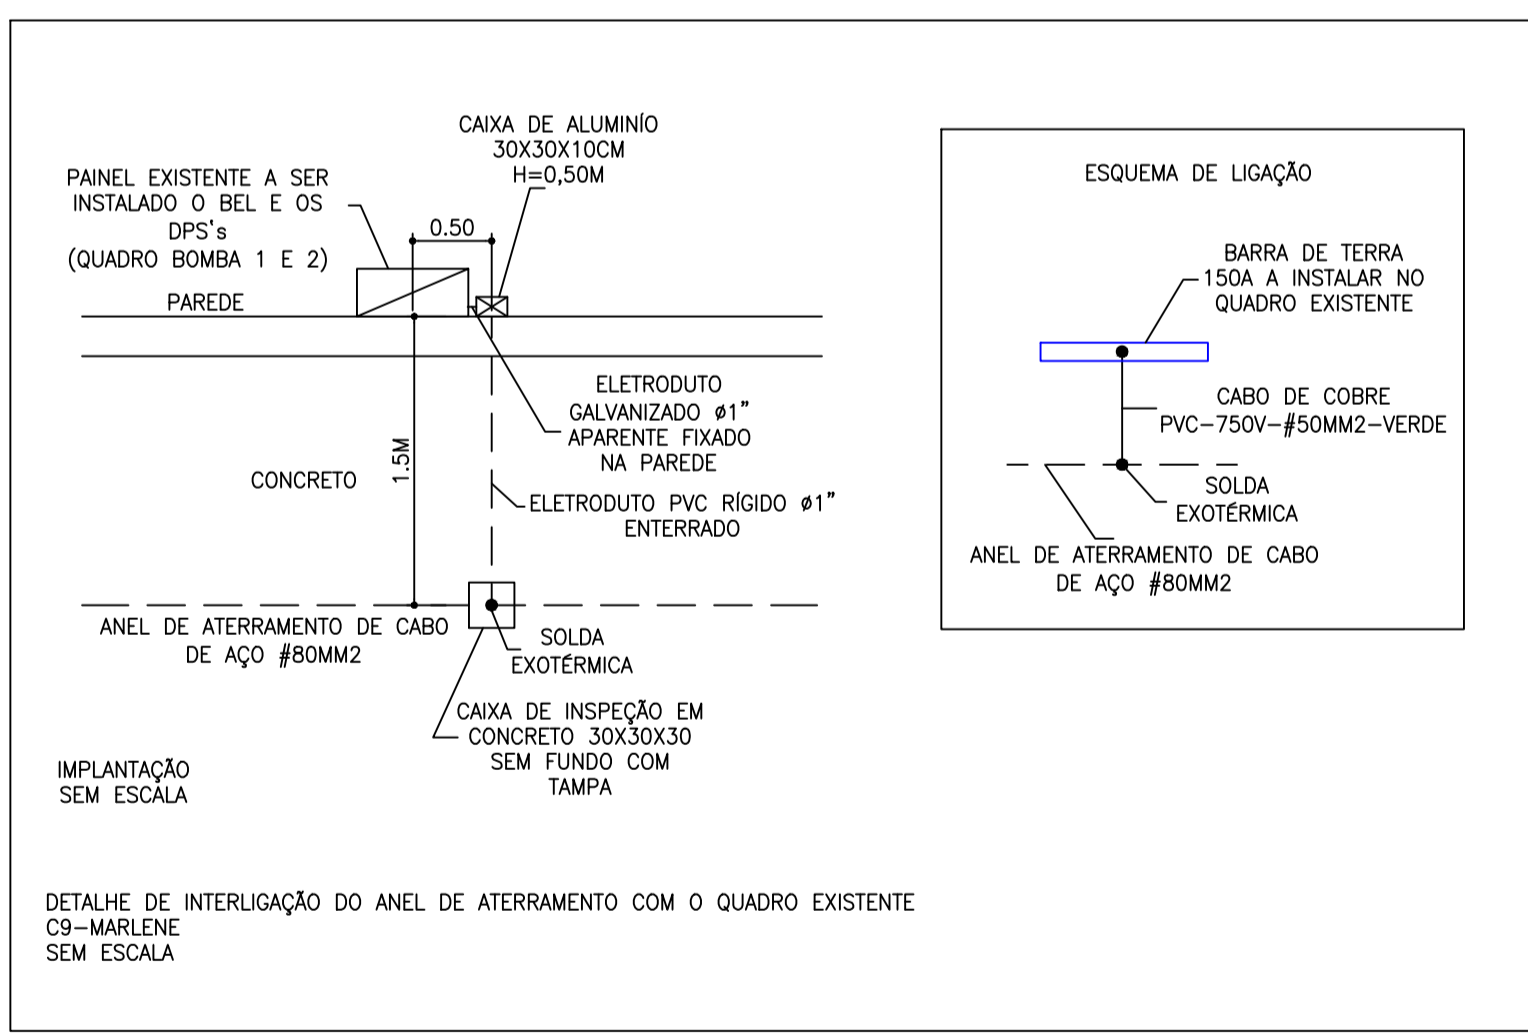 CAIXA DE ALUMINÍO
30X30X10CM
H=0,50M
PAINEL EXISTENTE A SER
INSTALADO O BEL E OS
DPS's
(QUADRO BOMBA 1 E 2)
0.50
PAREDE
ELETRODUTO
GALVANIZADO ø1"
APARENTE FIXADO
NA PAREDE
1.5M
CONCRETO
ELETRODUTO PVC RÍGIDO ø1"
ENTERRADO
ANEL DE ATERRAMENTO DE CABO
DE AÇO #80MM2
SOLDA
EXOTÉRMICA
CAIXA DE INSPEÇÃO EM
CONCRETO 30X30X30
SEM FUNDO COM
TAMPA
IMPLANTAÇÃO
SEM ESCALA
DETALHE DE INTERLIGAÇÃO DO ANEL DE ATERRAMENTO COM O QUADRO EXISTENTE
C9-MARLENE
SEM ESCALA
ESQUEMA DE LIGAÇÃO
BARRA DE TERRA
150A A INSTALAR NO
QUADRO EXISTENTE
CABO DE COBRE
PVC-750V-#50MM2-VERDE
SOLDA
EXOTÉRMICA
ANEL DE ATERRAMENTO DE CABO
DE AÇO #80MM2